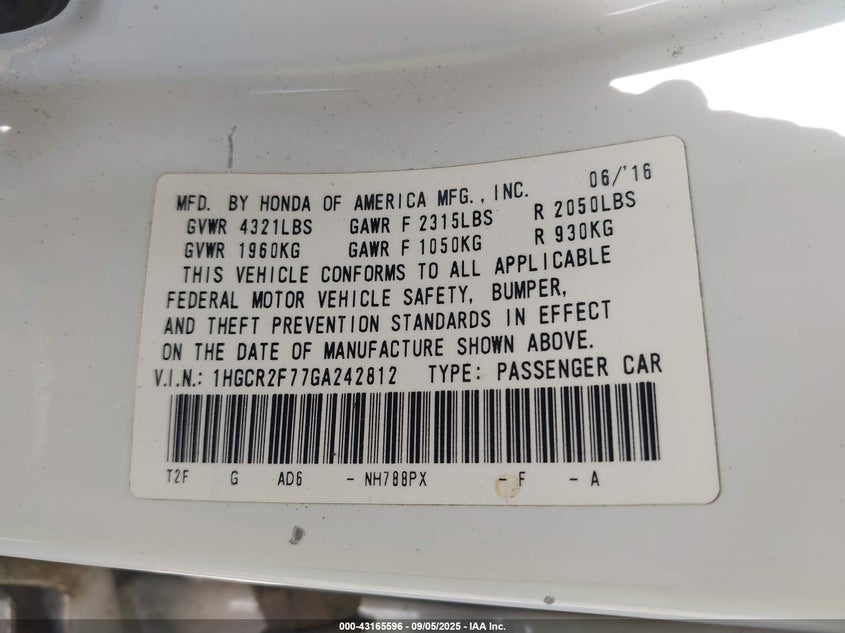 MFD. BY HONDA OF AMERICA MFG., INC. 06/'16
GVWR 4321LBS GAWR F 2315LBS R 2050LBS
GVWR 1960KG GAWR F 1050KG R 930KG
THIS VEHICLE CONFORMS TO ALL APPLICABLE
FEDERAL MOTOR VEHICLE SAFETY, BUMPER,
AND THEFT PREVENTION STANDARDS IN EFFECT
ON THE DATE OF MANUFACTURE SHOWN ABOVE.
V.I.N.: 1HGCR2F77GA242812 TYPE: PASSENGER CAR
T2F G AD6 - NH788PX - F - A
000-43165596 - 09/05/2025 - IAA Inc.